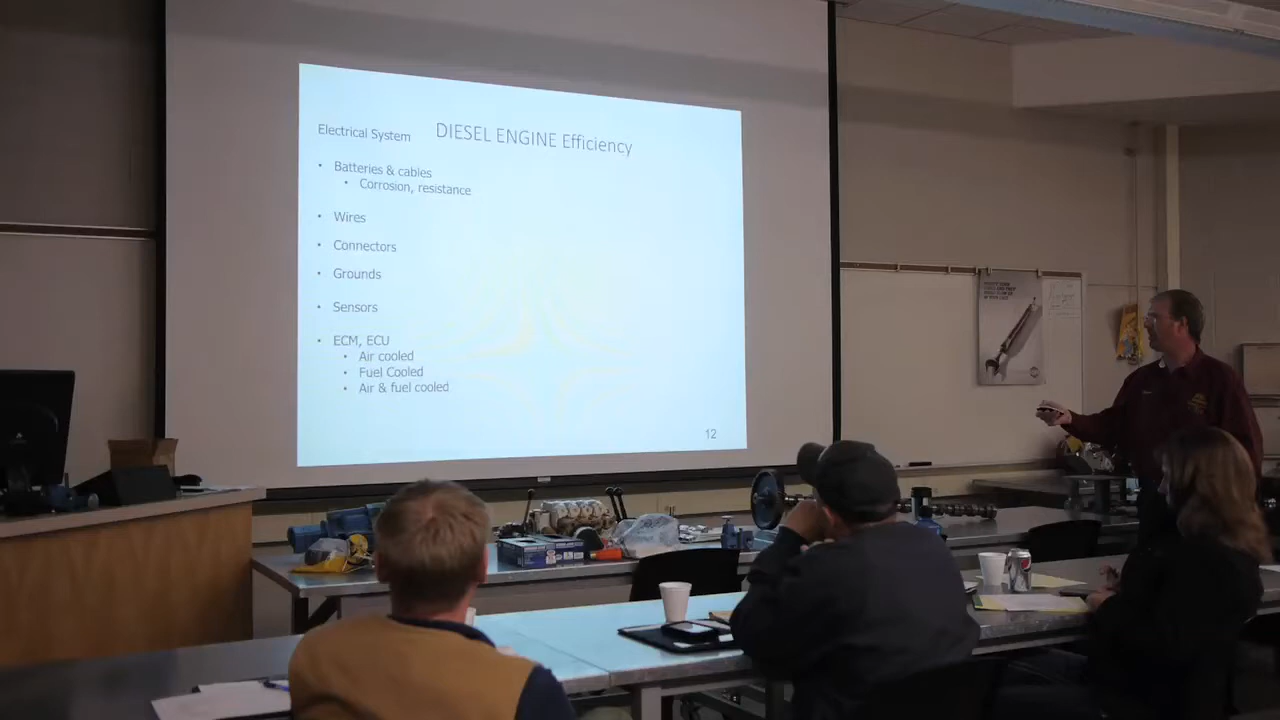 Electrical System
DIESEL ENGINE Efficiency
• Batteries & cables
• Corrosion, resistance
• Wires
• Connectors
• Grounds
• Sensors
• ECM, ECU
• Air cooled
• Fuel Cooled
• Air & fuel cooled
12